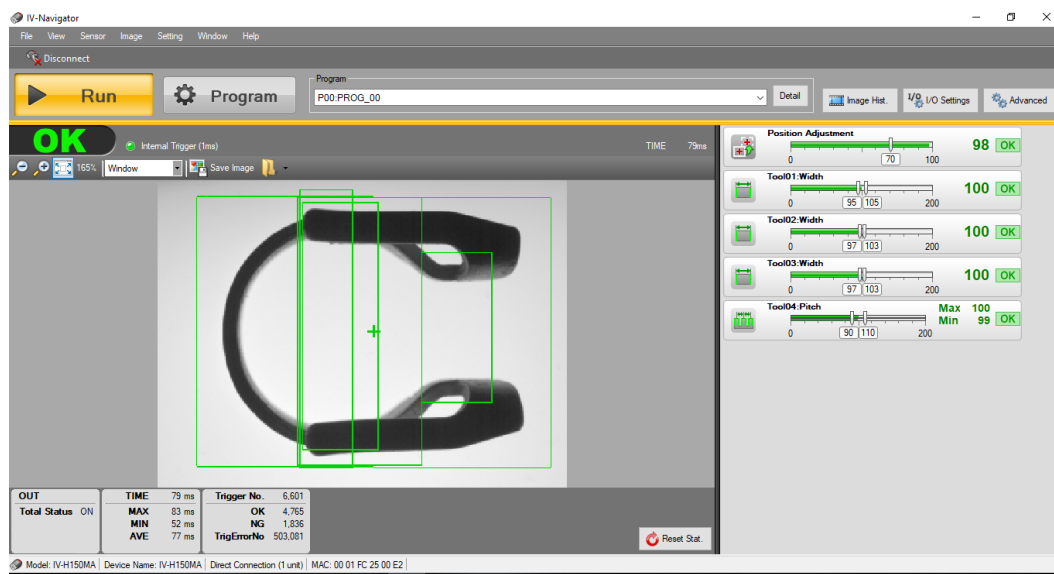 IV-Navigator
File View Sensor Image Setting Window Help
Disconnect
Run Program
Program
P00:PROG_00
Detail
Image Hist.
I/O Settings
Advanced
OK Internal Trigger (1ms) TIME 79ms
165% Window Save Image
Position Adjustment
98 OK
0 70 100
Tool01:Width
100 OK
0 95 105 200
Tool02:Width
100 OK
0 97 103 200
Tool03:Width
100 OK
0 97 103 200
Tool04:Pitch
Max 100
Min 99 OK
0 90 110 200
OUT
Total Status ON
TIME 79 ms
MAX 83 ms
MIN 52 ms
AVE 77 ms
Trigger No. 6,601
OK 4,765
NG 1,836
TrigErrorNo 503,081
Reset Stat.
Model: IV-H150MA Device Name: IV-H150MA Direct Connection (1 unit) MAC: 00 01 FC 25 00 E2